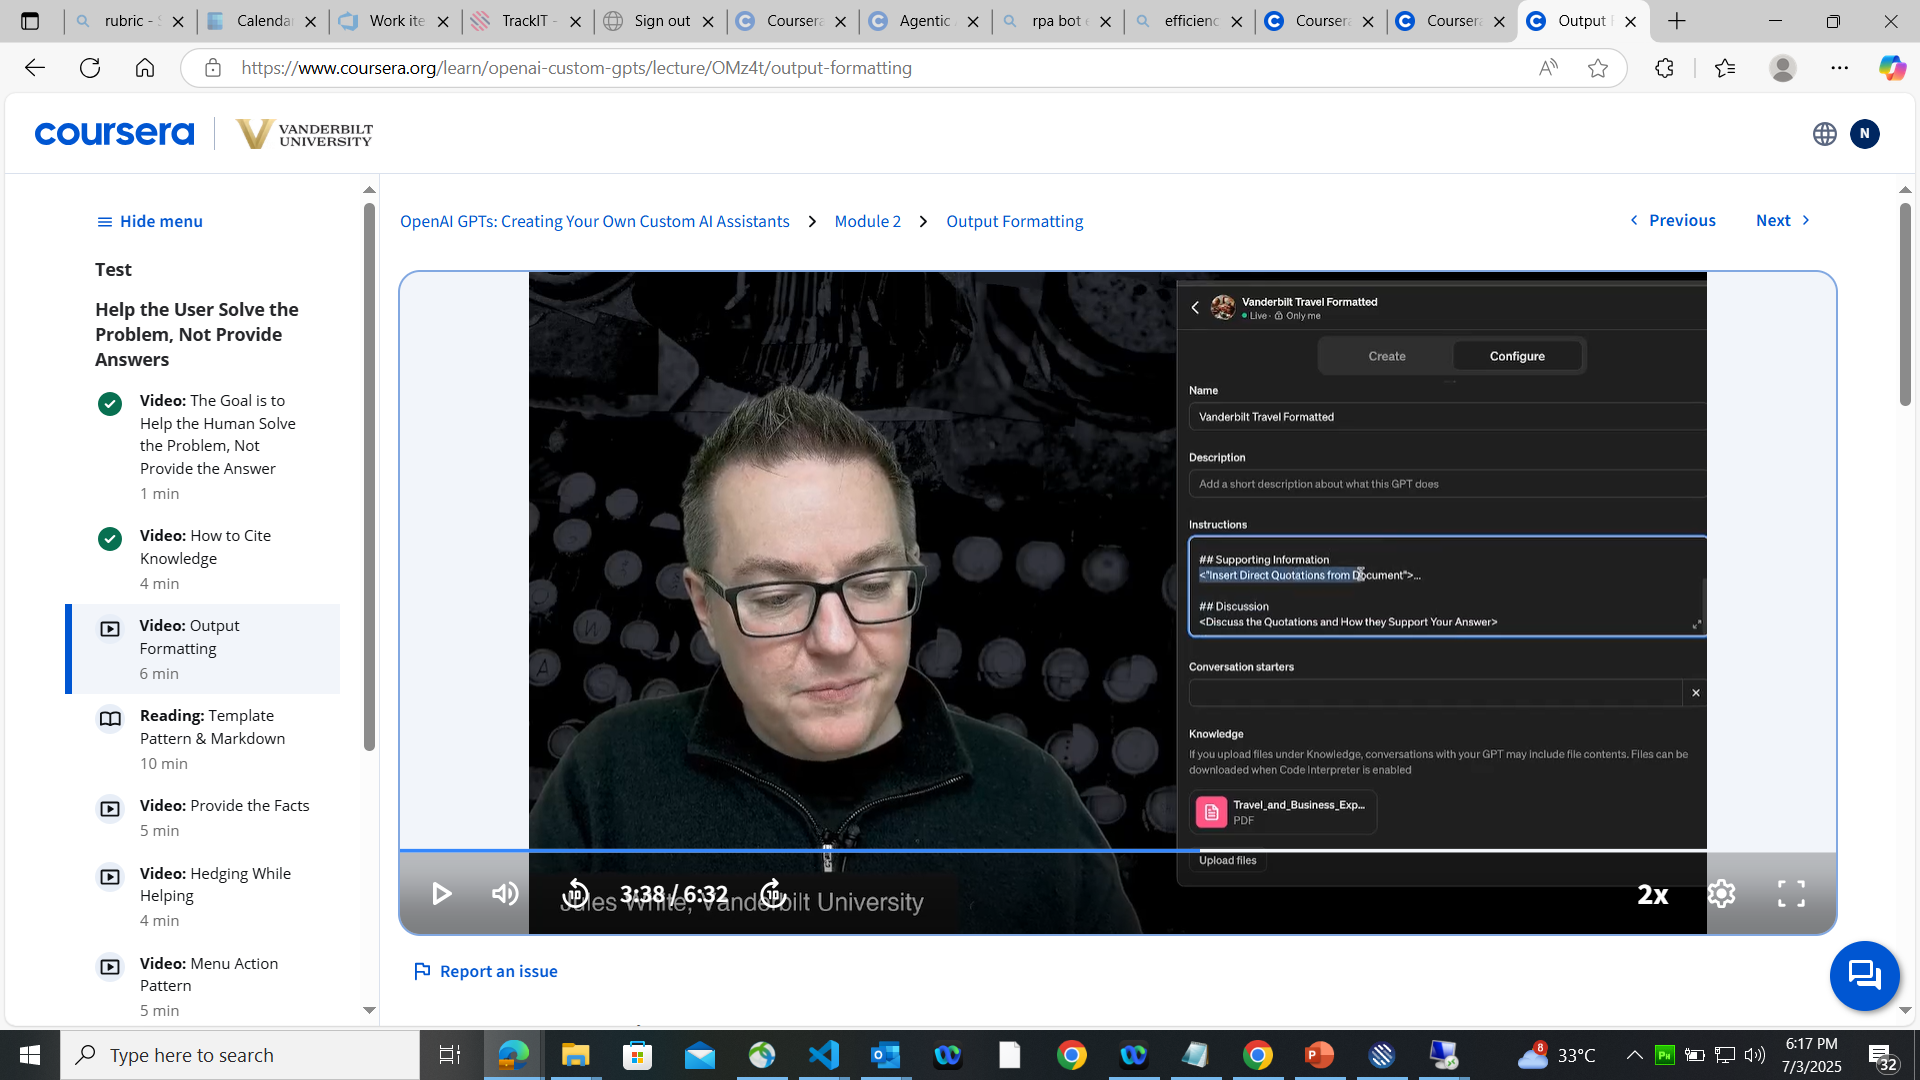 rubric - S
Calendar
Work ite
TrackIT -
Sign out
Coursera
Agentic
rpa bot e
efficienc
Coursera
Coursera
Output F
https://www.coursera.org/learn/openai-custom-gpts/lecture/OMz4t/output-formatting
coursera
VANDERBILT
UNIVERSITY
N
Hide menu
Test
Help the User Solve the
Problem, Not Provide
Answers
Video: The Goal is to
Help the Human Solve
the Problem, Not
Provide the Answer
1 min
Video: How to Cite
Knowledge
4 min
Video: Output
Formatting
6 min
Reading: Template
Pattern & Markdown
10 min
Video: Provide the Facts
5 min
Video: Hedging While
Helping
4 min
Video: Menu Action
Pattern
5 min
OpenAI GPTs: Creating Your Own Custom AI Assistants > Module 2 > Output Formatting
Previous
Next
Vanderbilt Travel Formatted
Live · Only me
Create
Configure
Name
Vanderbilt Travel Formatted
Description
Add a short description about what this GPT does
Instructions
## Supporting Information
<"Insert Direct Quotations from Document">...
## Discussion
<Discuss the Quotations and How they Support Your Answer>
Conversation starters
Knowledge
If you upload files under Knowledge, conversations with your GPT may include file contents. Files can be
downloaded when Code Interpreter is enabled
Travel_and_Business_Exp...
PDF
Upload files
3:38 / 6:32
2x
Jules White, Vanderbilt University
Report an issue
Type here to search
8
33°C
6:17 PM
7/3/2025
32